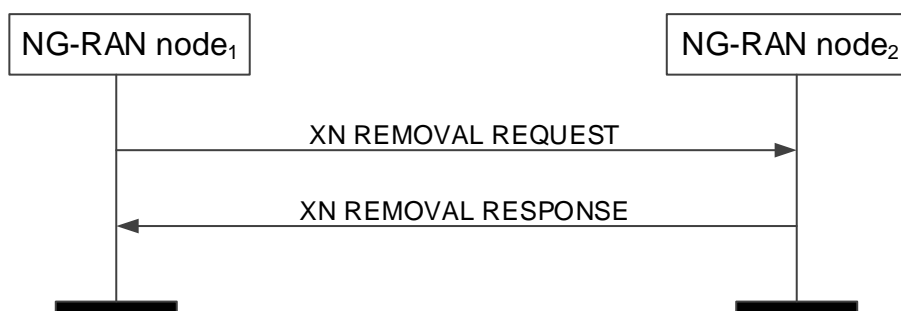 NG-RAN node₁
NG-RAN node₂
XN REMOVAL REQUEST
XN REMOVAL RESPONSE